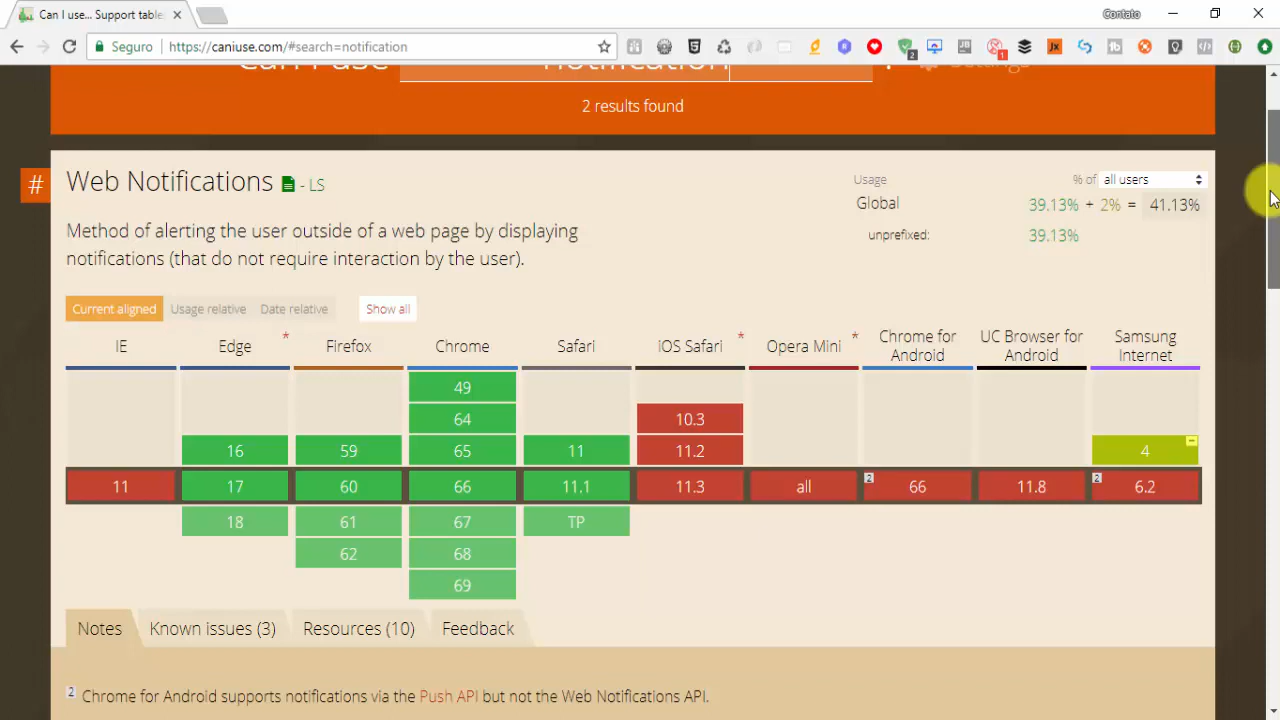 Can I use... Support table
Contato
Seguro
https://caniuse.com/#search=notification
2
1
Can I use
notification
?
Settings
2 results found
#
Web Notifications - LS
Usage
% of all users
Global
39.13% + 2% = 41.13%
unprefixed:
39.13%
Method of alerting the user outside of a web page by displaying
notifications (that do not require interaction by the user).
Current aligned
Usage relative
Date relative
Show all
IE
Edge *
Firefox
Chrome
Safari
iOS Safari *
Opera Mini *
Chrome for
Android
UC Browser for
Android
Samsung
Internet
49
64
10.3
16
59
65
11
11.2
4
11
17
60
66
11.1
11.3
all
2
66
11.8
2
6.2
18
61
67
TP
62
68
69
Notes
Known issues (3)
Resources (10)
Feedback
2 Chrome for Android supports notifications via the Push API but not the Web Notifications API.